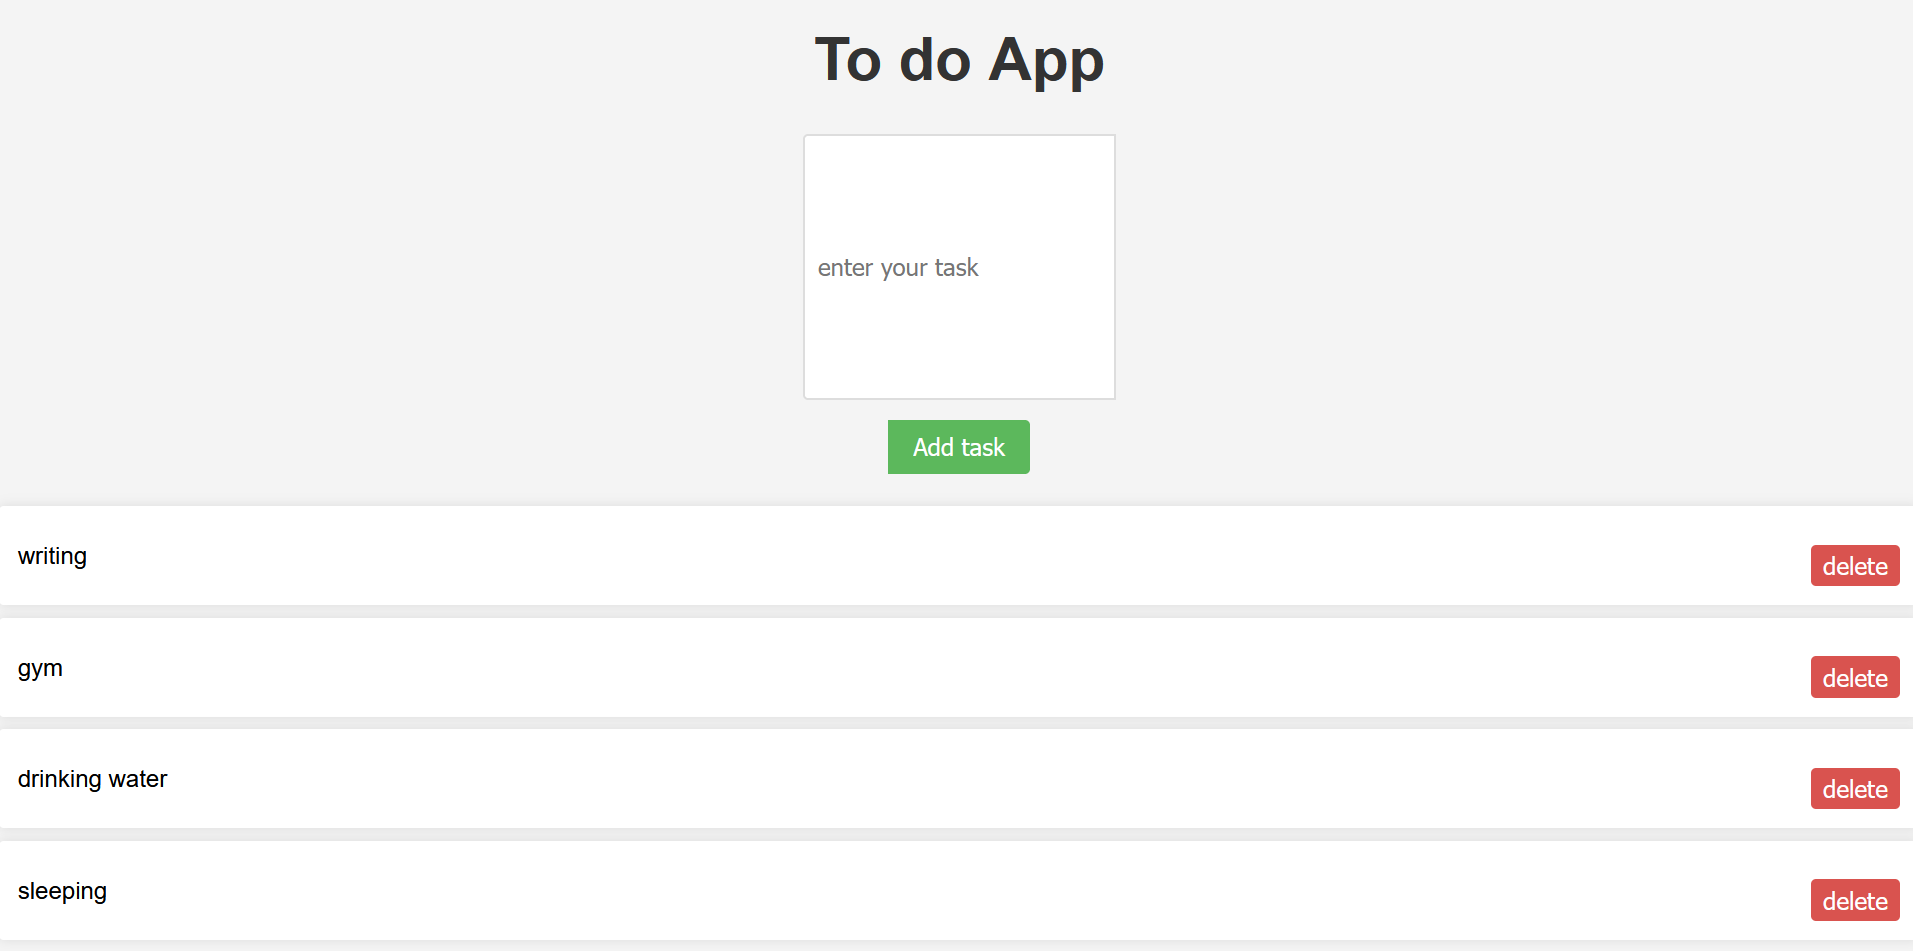 To do App
enter your task
Add task
writing
delete
gym
delete
drinking water
delete
sleeping
delete